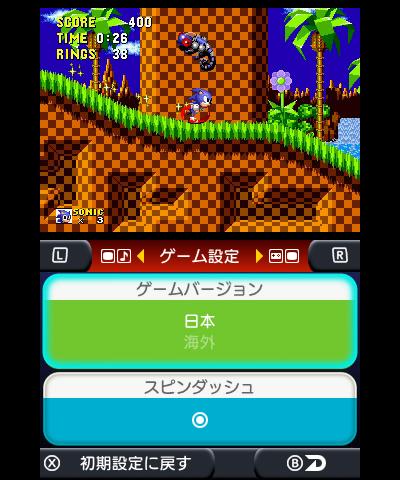 SCORE 400
TIME 0:26
RINGS 38
SONIC
× 3
L
ゲーム設定
R
ゲームバージョン
日本
海外
スピンダッシュ
X 初期設定に戻す
B